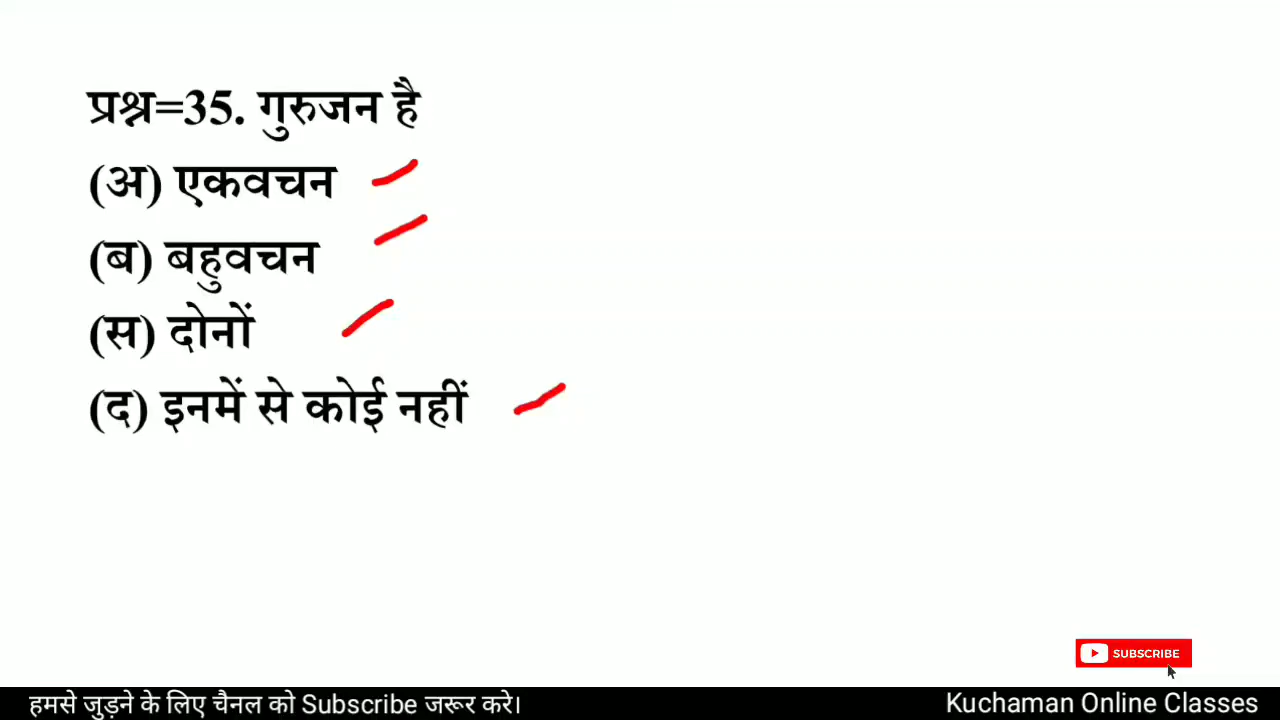 प्रश्न=35. गुरुजन है
(अ) एकवचन
(ब) बहुवचन
(स) दोनों
(द) इनमें से कोई नहीं
SUBSCRIBE
हमसे जुड़ने के लिए चैनल को Subscribe जरूर करे।
Kuchaman Online Classes